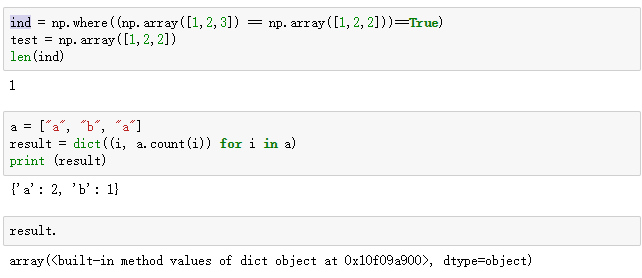 ind = np.where((np.array([1,2,3]) == np.array([1,2,2]))==True)
test = np.array([1,2,2])
len(ind)
1
a = ["a", "b", "a"]
result = dict((i, a.count(i)) for i in a)
print (result)
{'a': 2, 'b': 1}
result.
array(<built-in method values of dict object at 0x10f09a900>, dtype=object)